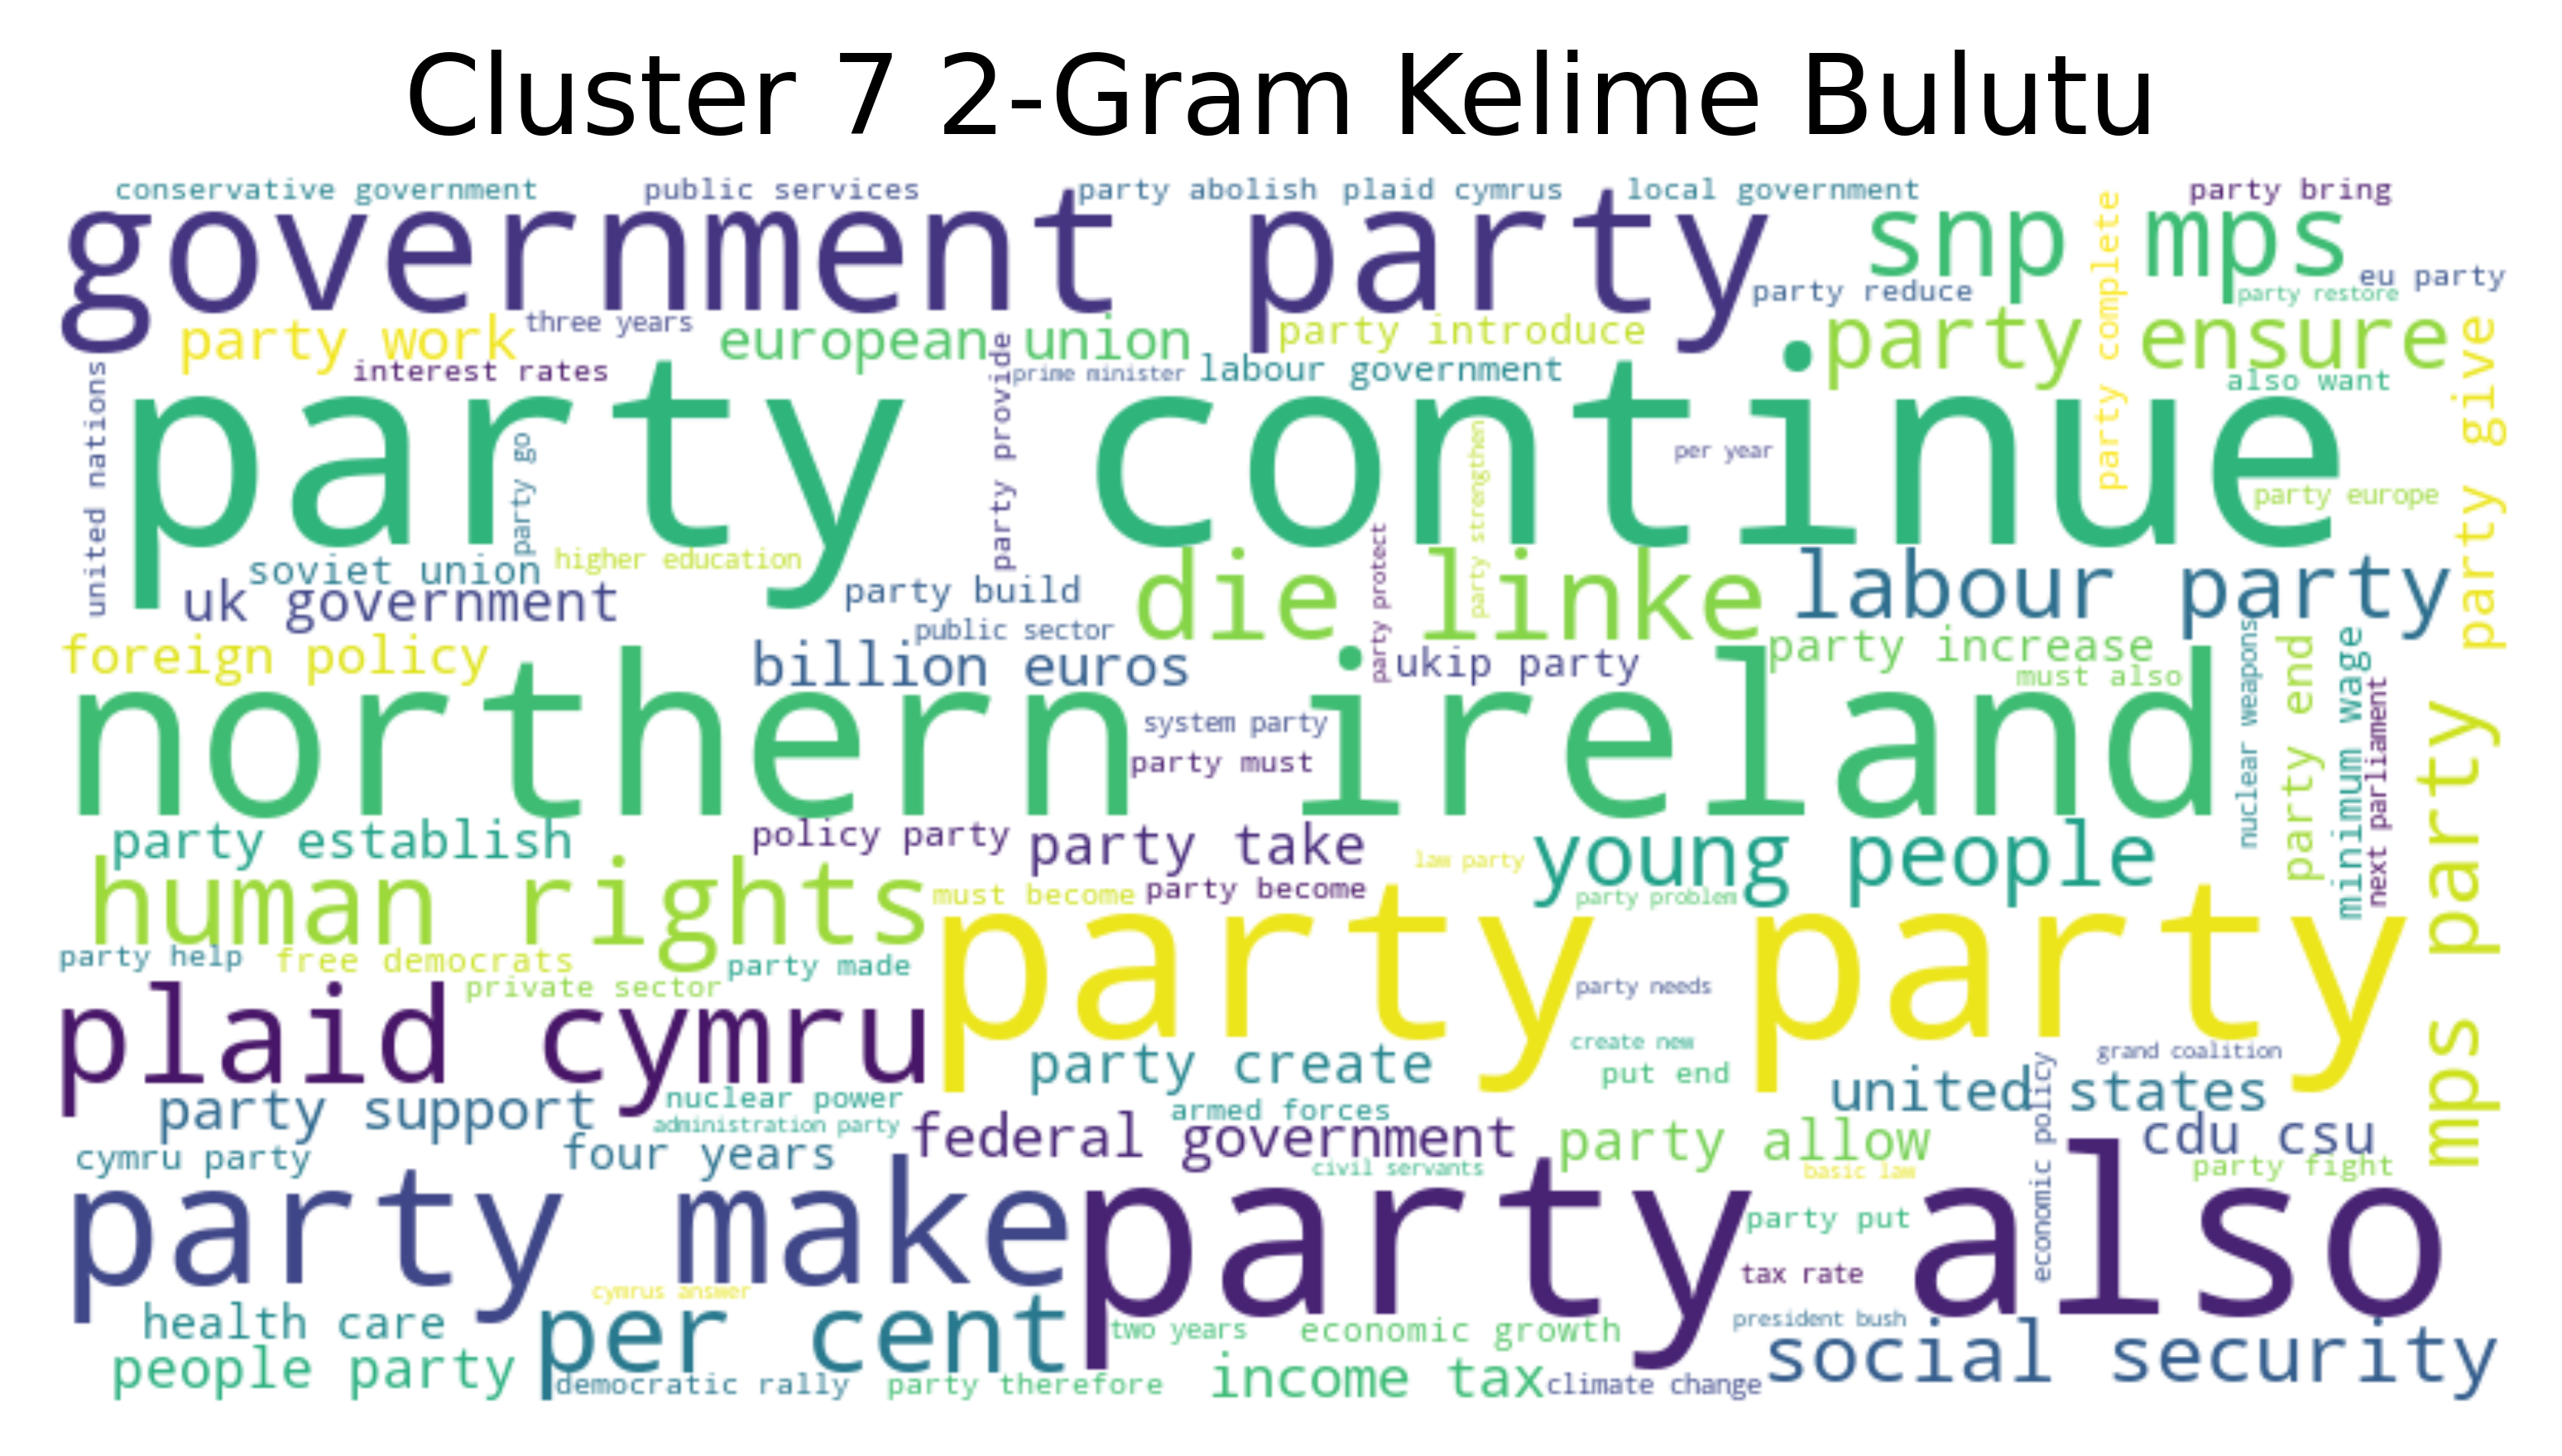 Cluster 7 2-Gram Kelime Bulutu
conservative government
public services
party abolish
plaid cymrus
local government
party bring
government party
snp mps
party complete
eu party
party reduce
party restore
party work
three years
european union
party introduce
party ensure
party give
interest rates
prime minister
labour government
also want
united nations
party continue
party go
party provide
party strengthen
per year
party europe
soviet union
higher education
uk government
party build
die linke
party protect
labour party
public sector
foreign policy
billion euros
ukip party
party increase
must also
nuclear weapons
party end
minimum wage
next parliament
mps party
northern ireland
system party
party must
party establish
policy party
party take
law party
young people
human rights
must become
party become
party problem
party party
party help
free democrats
party made
private sector
party needs
plaid cymru
party create
create new
put end
grand coalition
united states
economic policy
party support
nuclear power
administration party
armed forces
federal government
party allow
cdu csu
cymru party
four years
civil servants
basic law
party fight
party make
party also
party put
tax rate
cymrus answer
health care
per cent
two years
economic growth
president bush
people party
democratic rally
party therefore
income tax
climate change
social security